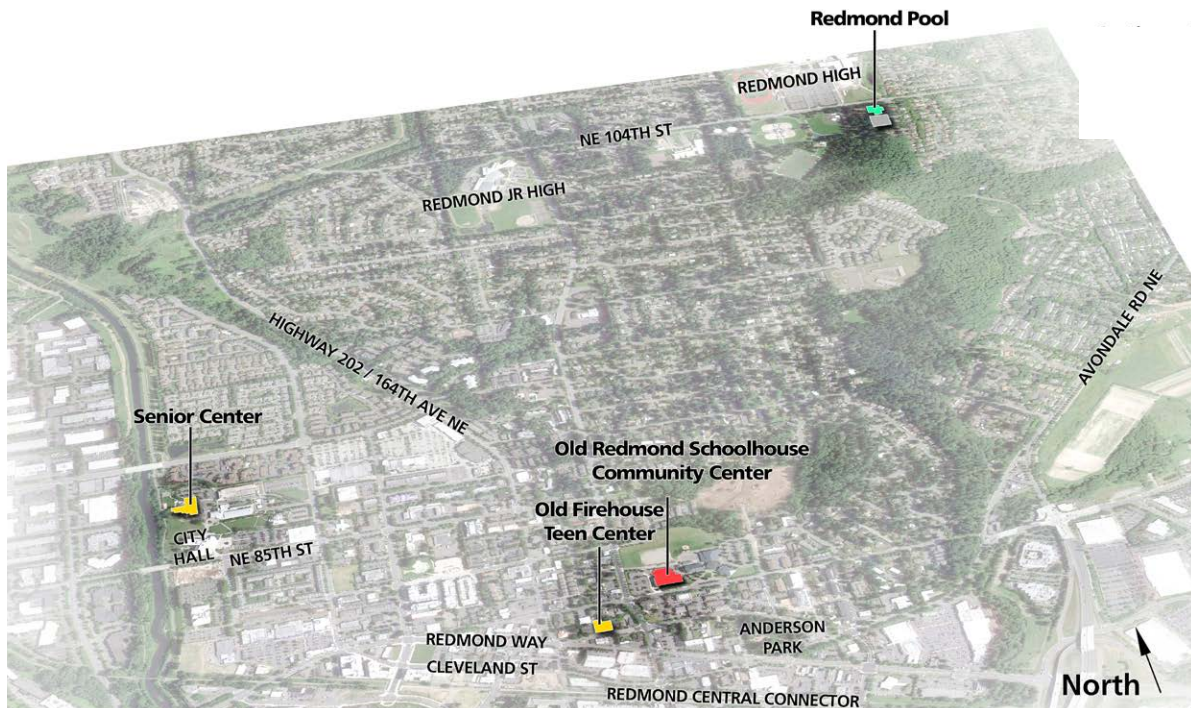 Redmond Pool
REDMOND HIGH
NE 104TH ST
REDMOND JR HIGH
AVONDALE RD NE
HIGHWAY 202 / 164TH AVE NE
Senior Center
Old Redmond Schoolhouse
Community Center
Old Firehouse
Teen Center
CITY
HALL
NE 85TH ST
REDMOND WAY
ANDERSON
PARK
CLEVELAND ST
North
REDMOND CENTRAL CONNECTOR